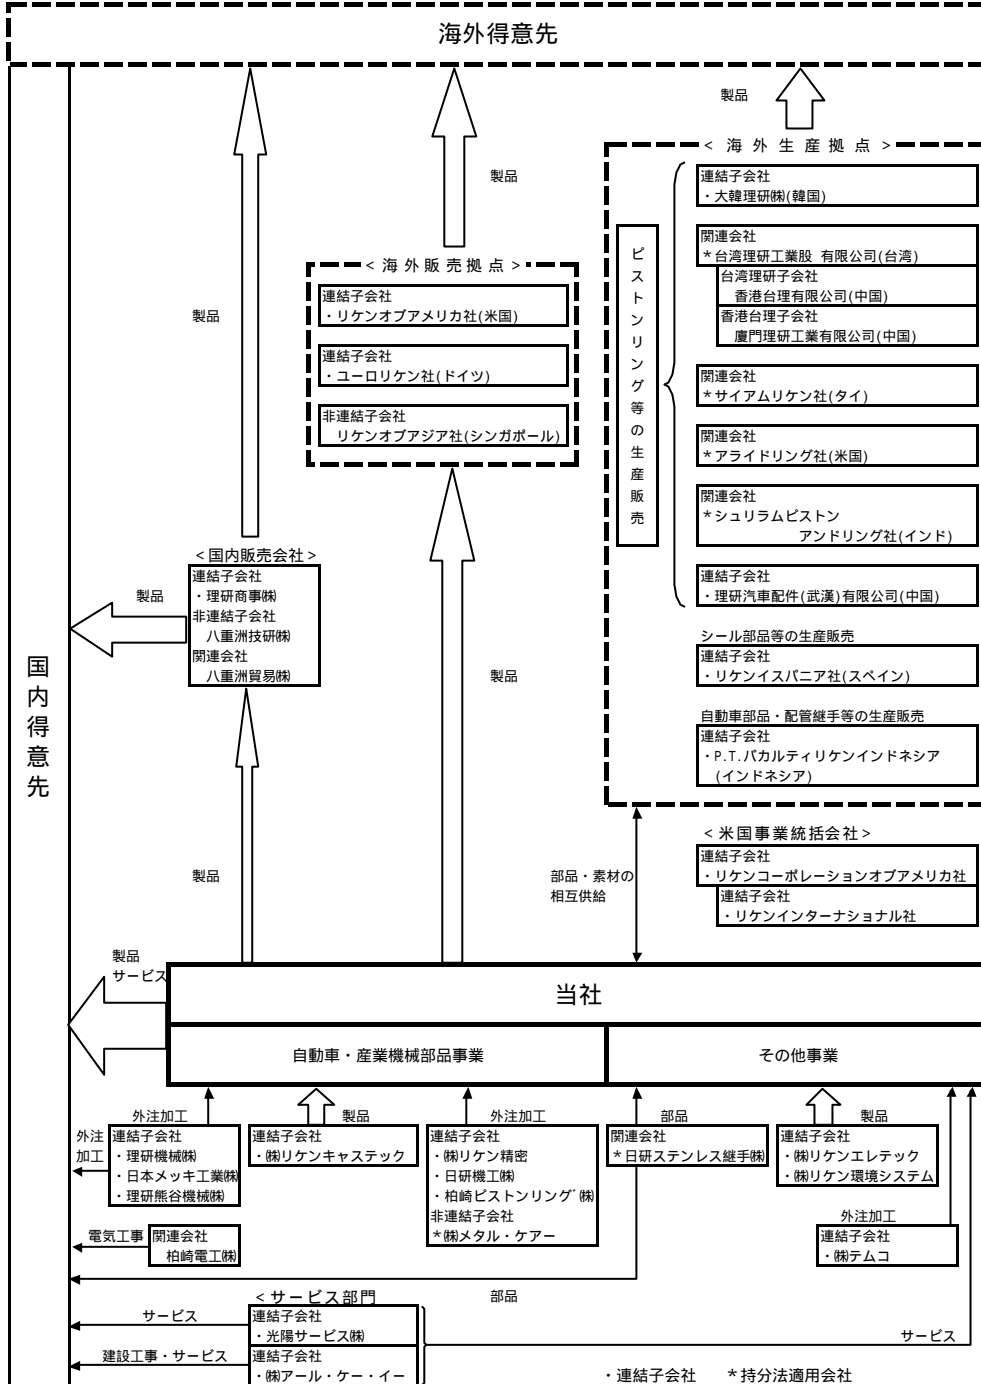 海外得意先
製品
<海外生産拠点>
連結子会社
・大韓理研㈱(韓国)
製品
関連会社
*台湾理研工業股 有限公司(台湾)
台湾理研子会社
香港台理有限公司(中国)
香港台理子会社
廈門理研工業有限公司(中国)
ピストンリング等の生産販売
<海外販売拠点>
連結子会社
・リケンオブアメリカ社(米国)
製品
連結子会社
・ユーロリケン社(ドイツ)
非連結子会社
リケンオブアジア社(シンガポール)
関連会社
*サイアムリケン社(タイ)
関連会社
*アライドリング社(米国)
関連会社
*シュリラムピストン
アンドリング社(インド)
連結子会社
・理研汽車配件(武漢)有限公司(中国)
<国内販売会社>
連結子会社
・理研商事㈱
非連結子会社
八重洲技研㈱
関連会社
八重洲貿易㈱
製品
国内得意先
シール部品等の生産販売
連結子会社
・リケンイスパニア社(スペイン)
製品
自動車部品・配管継手等の生産販売
連結子会社
・P.T.パカルティリケンインドネシア
(インドネシア)
<米国事業統括会社>
連結子会社
・リケンコーポレーションオブアメリカ社
連結子会社
・リケンインターナショナル社
製品
部品・素材の
相互供給
製品
サービス
当社
自動車・産業機械部品事業
その他事業
外注加工
製品
外注加工
部品
製品
外注
加工
連結子会社
・理研機械㈱
・日本メッキ工業㈱
・理研熊谷機械㈱
連結子会社
・㈱リケンキャステック
連結子会社
・㈱リケン精密
・日研機工㈱
・柏崎ピストンリング㈱
非連結子会社
*㈱メタル・ケアー
関連会社
*日研ステンレス継手㈱
連結子会社
・㈱リケンエレテック
・㈱リケン環境システム
外注加工
連結子会社
・㈱テムコ
電気工事
関連会社
柏崎電工㈱
部品
<サービス部門
サービス
連結子会社
・光陽サービス㈱
サービス
建設工事・サービス
連結子会社
・㈱アール・ケー・イー
・連結子会社 *持分法適用会社